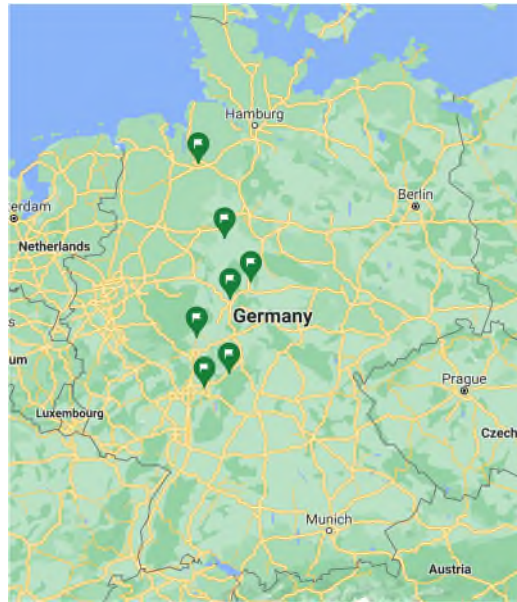 Hamburg
Berlin
erdam
Netherlands
Germany
s
um
Prague
Luxembourg
Czech
Munich
Austria